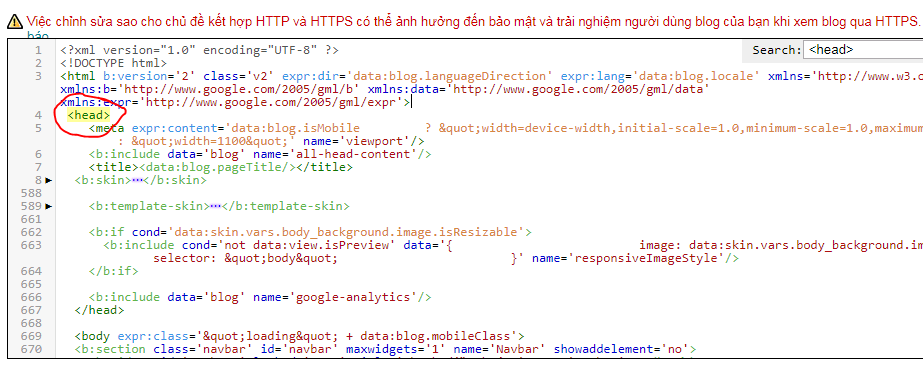 Việc chỉnh sửa sao cho chủ đề kết hợp HTTP và HTTPS có thể ảnh hưởng đến bảo mật và trải nghiệm người dùng blog của bạn khi xem blog qua HTTPS.
báo
Search: <head>
1 <?xml version="1.0" encoding="UTF-8" ?>
2 <!DOCTYPE html>
3 <html b:version='2' class='v2' expr:dir='data:blog.languageDirection' expr:lang='data:blog.locale' xmlns='http://www.w3.o
xmlns:b='http://www.google.com/2005/gml/b' xmlns:data='http://www.google.com/2005/gml/data'
xmlns:expr='http://www.google.com/2005/gml/expr'>
4 <head>
5 <meta expr:content='data:blog.isMobile ? &quot;width=device-width,initial-scale=1.0,minimum-scale=1.0,maximum
: &quot;width=1100&quot;' name='viewport'/>
6 <b:include data='blog' name='all-head-content'/>
7 <title><data:blog.pageTitle/></title>
8 <b:skin>⋯</b:skin>
588
589 <b:template-skin>⋯</b:template-skin>
661
662 <b:if cond='data:skin.vars.body_background.image.isResizable'>
663 <b:include cond='not data:view.isPreview' data='{ image: data:skin.vars.body_background.im
selector: &quot;body&quot; }' name='responsiveImageStyle'/>
664 </b:if>
665
666 <b:include data='blog' name='google-analytics'/>
667 </head>
668
669 <body expr:class='&quot;loading&quot; + data:blog.mobileClass'>
670 <b:section class='navbar' id='navbar' maxwidgets='1' name='Navbar' showaddelement='no'>